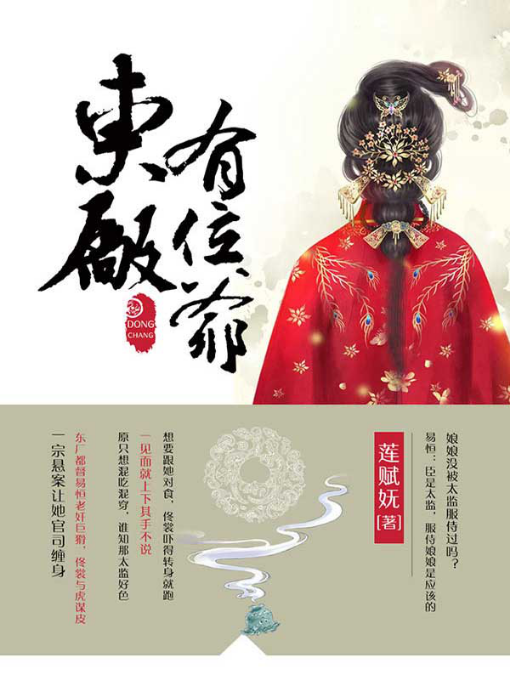 東廠
有位爷
DONG
CHANG
一宗悬案让她官司缠身
东厂都督易恒老奸巨猾，佟裳与虎谋皮
原只想混吃混穿，谁知那太监好色
一见面就上下其手不说
想要跟她对食，佟裳吓得转身就跑
莲赋妩[著]
娘娘没被太监服侍过吗？
易恒：臣是太监，服侍娘娘是应该的